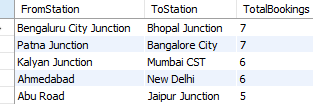 FromStation ToStation TotalBookings
Bengaluru City Junction Bhopal Junction 7
Patna Junction Bangalore City 7
Kalyan Junction Mumbai CST 6
Ahmedabad New Delhi 6
Abu Road Jaipur Junction 5